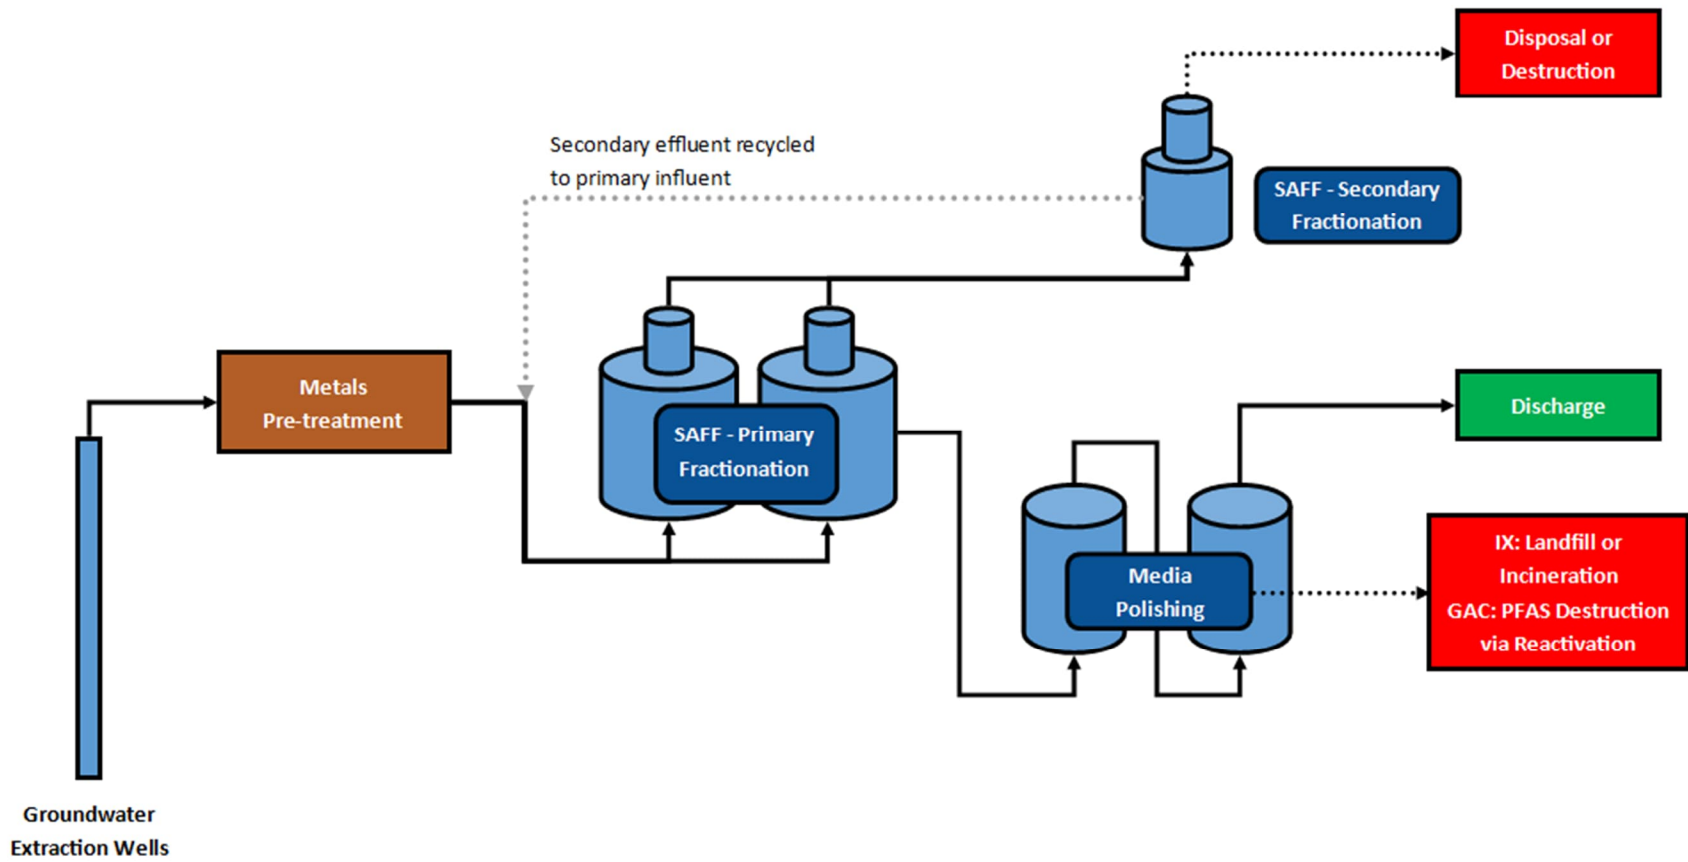 Disposal or
Destruction
Secondary effluent recycled
to primary influent
SAFF - Secondary
Fractionation
Metals
Pre-treatment
SAFF - Primary
Fractionation
Discharge
Media
Polishing
IX: Landfill or
Incineration
GAC: PFAS Destruction
via Reactivation
Groundwater
Extraction Wells